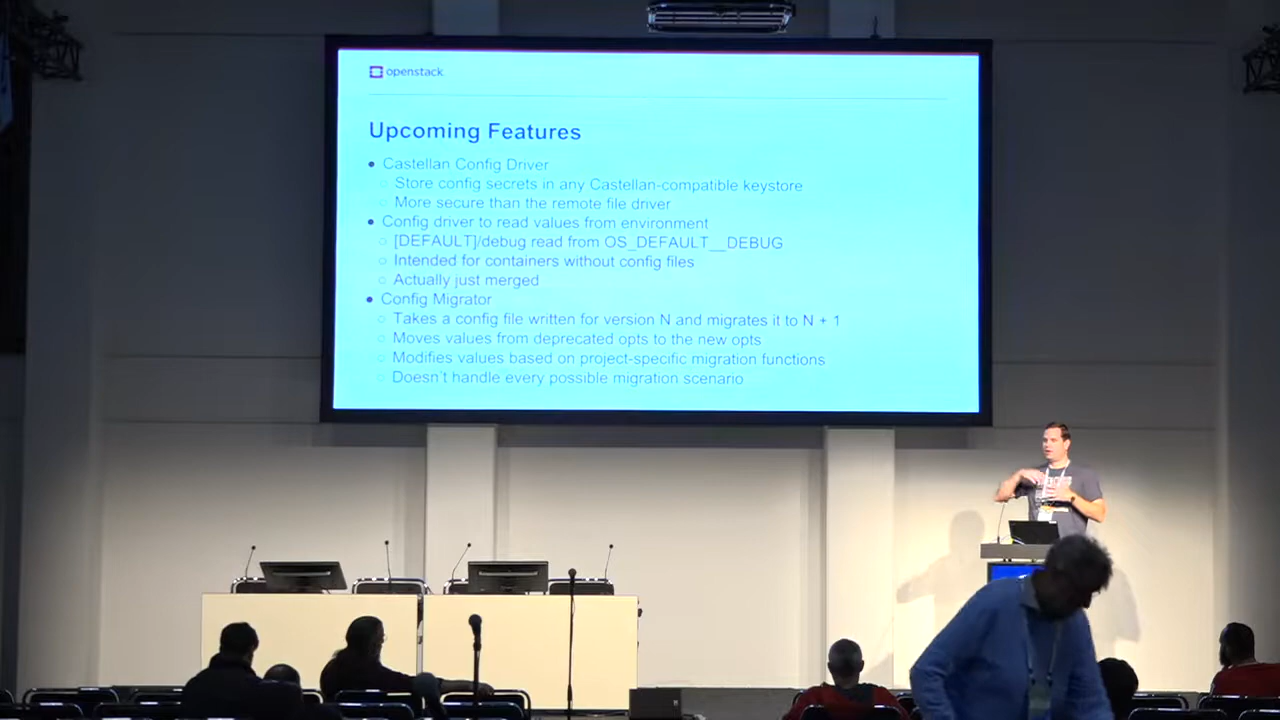 openstack.
Upcoming Features
● Castellan Config Driver
○ Store config secrets in any Castellan-compatible keystore
○ More secure than the remote file driver
● Config driver to read values from environment
○ [DEFAULT]/debug read from OS_DEFAULT__DEBUG
○ Intended for containers without config files
○ Actually just merged
● Config Migrator
○ Takes a config file written for version N and migrates it to N + 1
○ Moves values from deprecated opts to the new opts
○ Modifies values based on project-specific migration functions
○ Doesn't handle every possible migration scenario